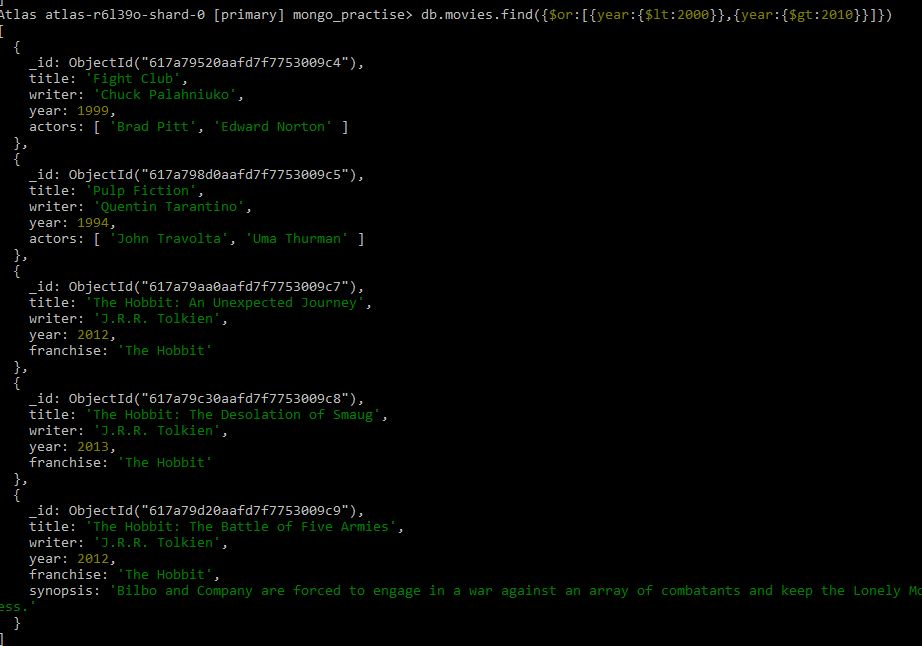 Atlas atlas-r6l39o-shard-0 [primary] mongo_practise> db.movies.find({$or:[{year:{$lt:2000}},{year:{$gt:2010}}]})
[
  {
    _id: ObjectId("617a79520aafd7f7753009c4"),
    title: 'Fight Club',
    writer: 'Chuck Palahniuko',
    year: 1999,
    actors: [ 'Brad Pitt', 'Edward Norton' ]
  },
  {
    _id: ObjectId("617a798d0aafd7f7753009c5"),
    title: 'Pulp Fiction',
    writer: 'Quentin Tarantino',
    year: 1994,
    actors: [ 'John Travolta', 'Uma Thurman' ]
  },
  {
    _id: ObjectId("617a79aa0aafd7f7753009c7"),
    title: 'The Hobbit: An Unexpected Journey',
    writer: 'J.R.R. Tolkien',
    year: 2012,
    franchise: 'The Hobbit'
  },
  {
    _id: ObjectId("617a79c30aafd7f7753009c8"),
    title: 'The Hobbit: The Desolation of Smaug',
    writer: 'J.R.R. Tolkien',
    year: 2013,
    franchise: 'The Hobbit'
  },
  {
    _id: ObjectId("617a79d20aafd7f7753009c9"),
    title: 'The Hobbit: The Battle of Five Armies',
    writer: 'J.R.R. Tolkien',
    year: 2012,
    franchise: 'The Hobbit',
    synopsis: 'Bilbo and Company are forced to engage in a war against an array of combatants and keep the Lonely Mo
ess.'
  }
]